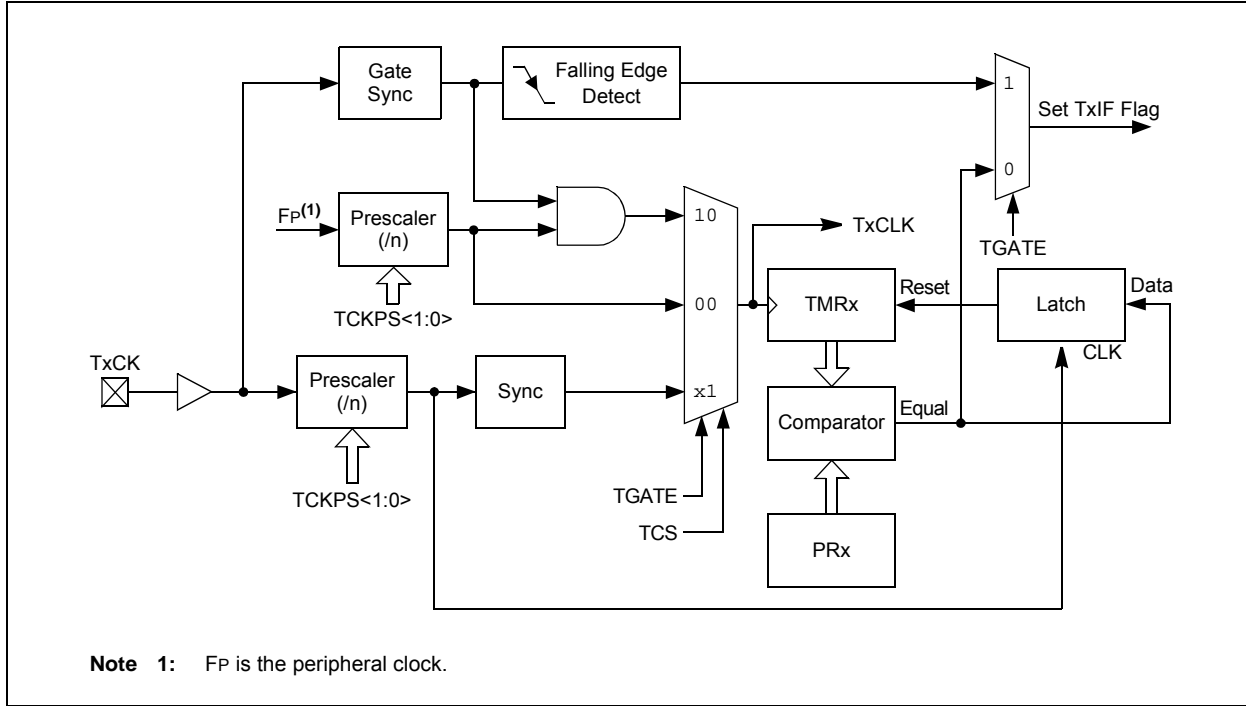 Gate
Sync
Falling Edge
Detect
1
Set TxIF Flag
0
TGATE
FP(1)
Prescaler
(/n)
TCKPS<1:0>
10
00
x1
TxCLK
TMRx
Reset
Latch
Data
CLK
TxCK
Prescaler
(/n)
TCKPS<1:0>
Sync
Comparator
Equal
TGATE
TCS
PRx
Note 1: FP is the peripheral clock.